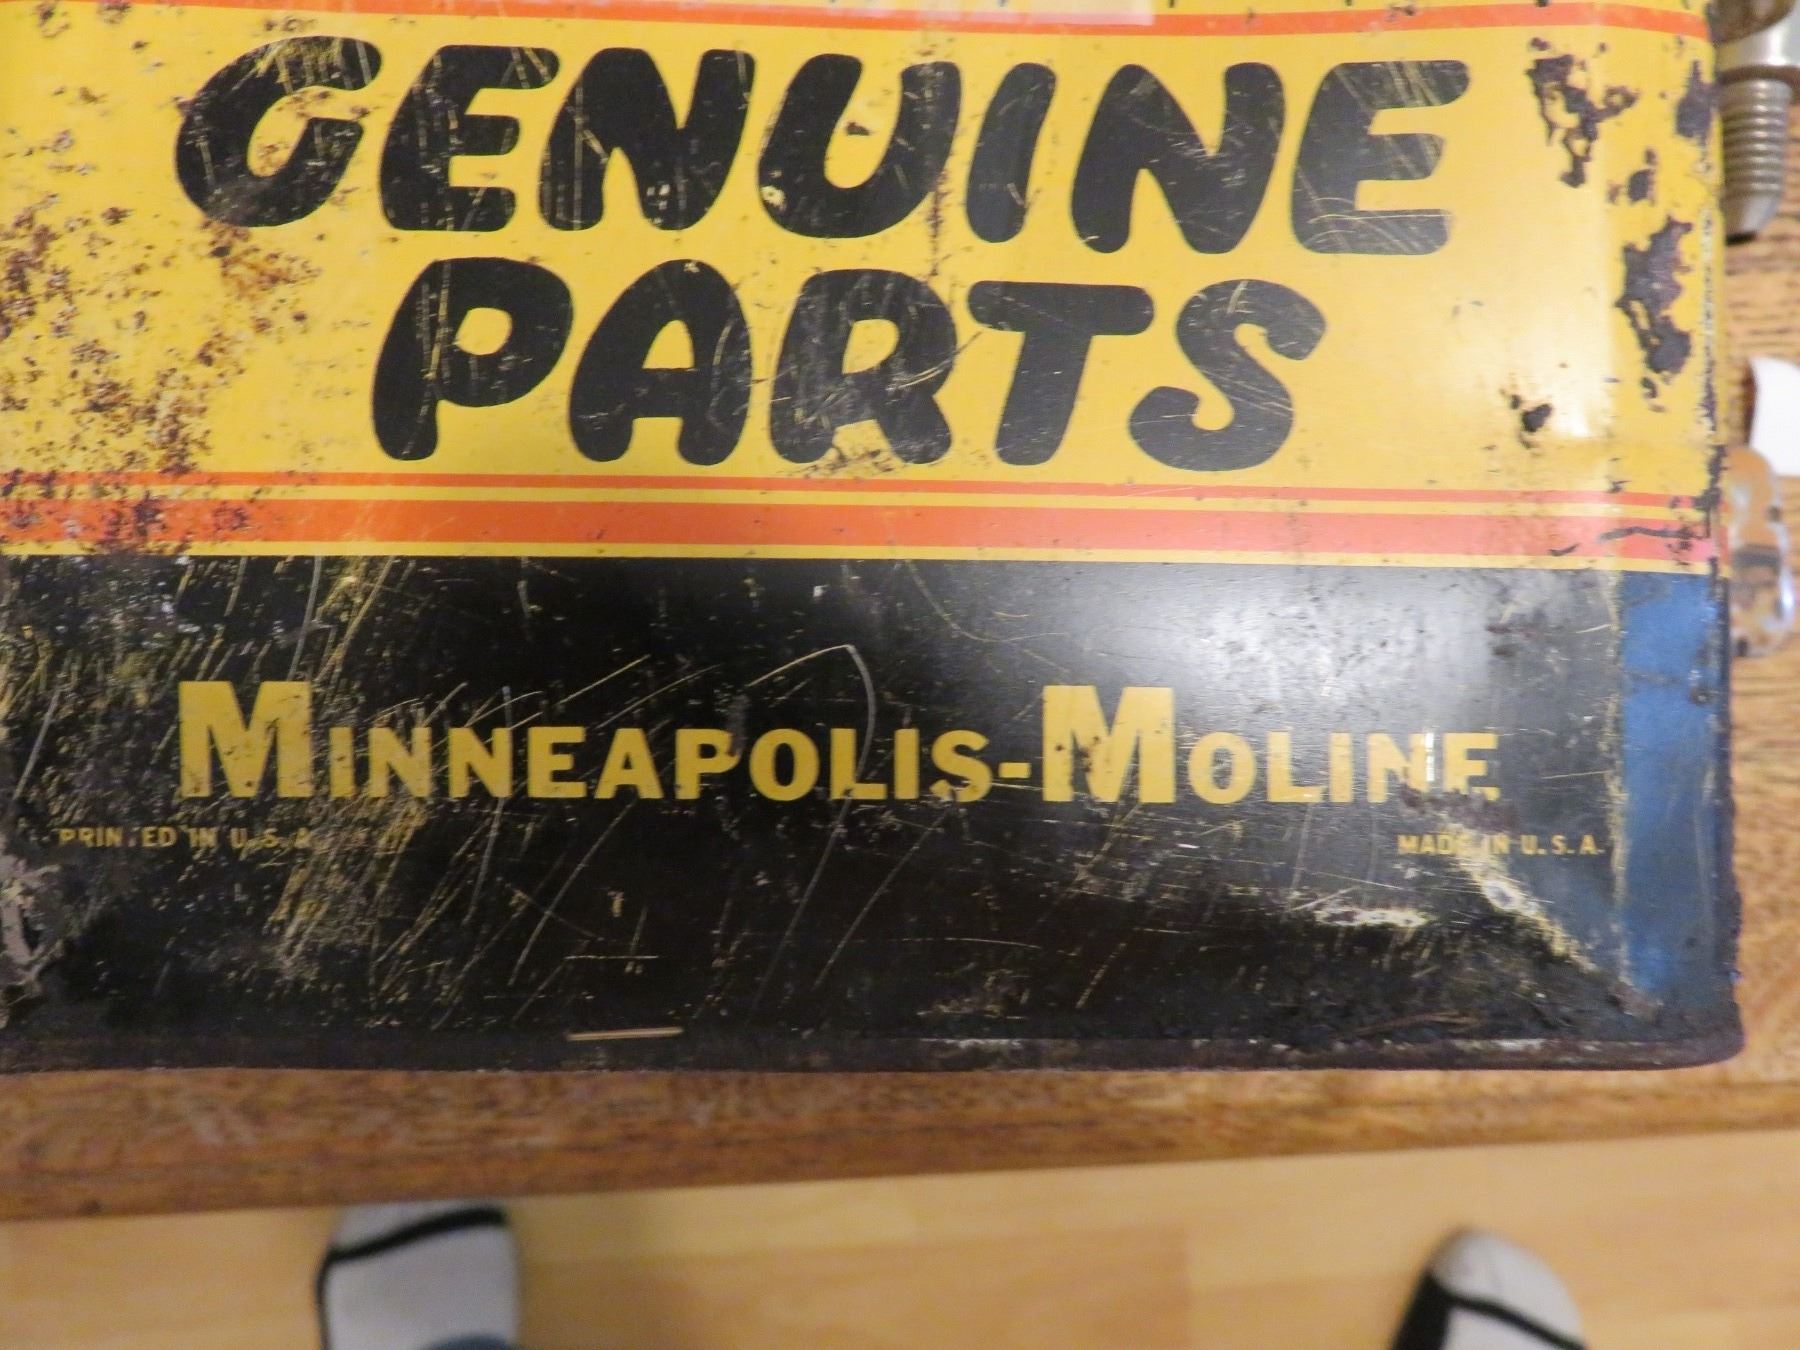 GENUINE
PARTS
MINNEAPOLIS-MOLINE
PRINTED IN U.S.A. MADE IN U.S.A.